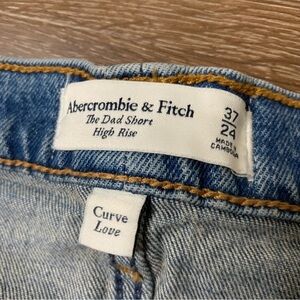 Abercrombie & Fitch
The Dad Short
High Rise
37
24
MADE IN
CAMBODIA
Curve
Love